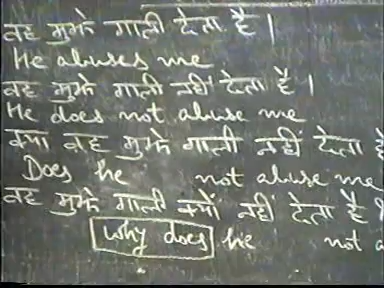 वह मुझे गाली देता है।
He abuses me
वह मुझे गाली नहीं देता है।
He does not abuse me
क्या वह मुझे गाली नहीं देता है
Does he not abuse me
वह मुझे गाली क्यों नहीं देता है?
why does he not a